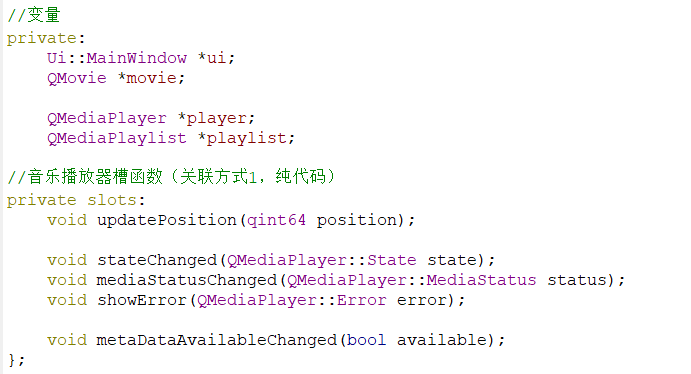 //变量
private:
    Ui::MainWindow *ui;
    QMovie *movie;

    QMediaPlayer *player;
    QMediaPlaylist *playlist;

//音乐播放器槽函数（关联方式1，纯代码）
private slots:
    void updatePosition(qint64 position);

    void stateChanged(QMediaPlayer::State state);
    void mediaStatusChanged(QMediaPlayer::MediaStatus status);
    void showError(QMediaPlayer::Error error);

    void metaDataAvailableChanged(bool available);
};